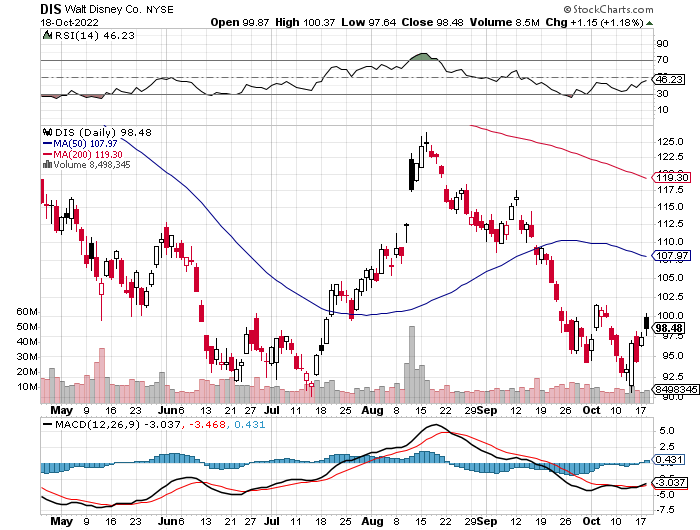 DIS Walt Disney Co. NYSE
© StockCharts.com
18-Oct-2022
Open 99.87 High 100.37 Low 97.64 Close 98.48 Volume 8.5M Chg +1.15 (+1.18%)
RSI(14) 46.23
90
70
50
46.23
30
10
DIS (Daily) 98.48
MA(50) 107.97
MA(200) 119.30
Volume 8,498,345
125.0
122.5
120.0
119.30
117.5
115.0
112.5
110.0
107.97
107.5
105.0
102.5
100.0
98.48
97.5
95.0
92.5
8498345
90.0
60M
50M
40M
30M
20M
10M
May 9 16 23 Jun 6 13 21 27 Jul 11 18 25 Aug 8 15 22 29 Sep 12 19 26 Oct 10 17
MACD(12,26,9) -3.037, -3.468, 0.431
5.0
2.5
0.431
0.0
-2.5
-3.037
-5.0
-7.5
May 9 16 23 Jun 6 13 21 27 Jul 11 18 25 Aug 8 15 22 29 Sep 12 19 26 Oct 10 17